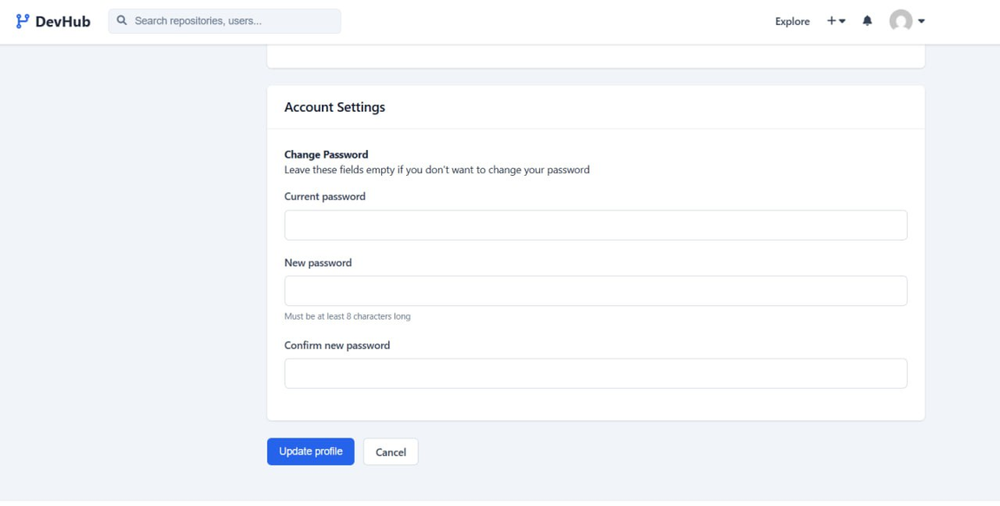 DevHub
Search repositories, users...
Explore
Account Settings
Change Password
Leave these fields empty if you don't want to change your password
Current password
New password
Must be at least 8 characters long
Confirm new password
Update profile
Cancel